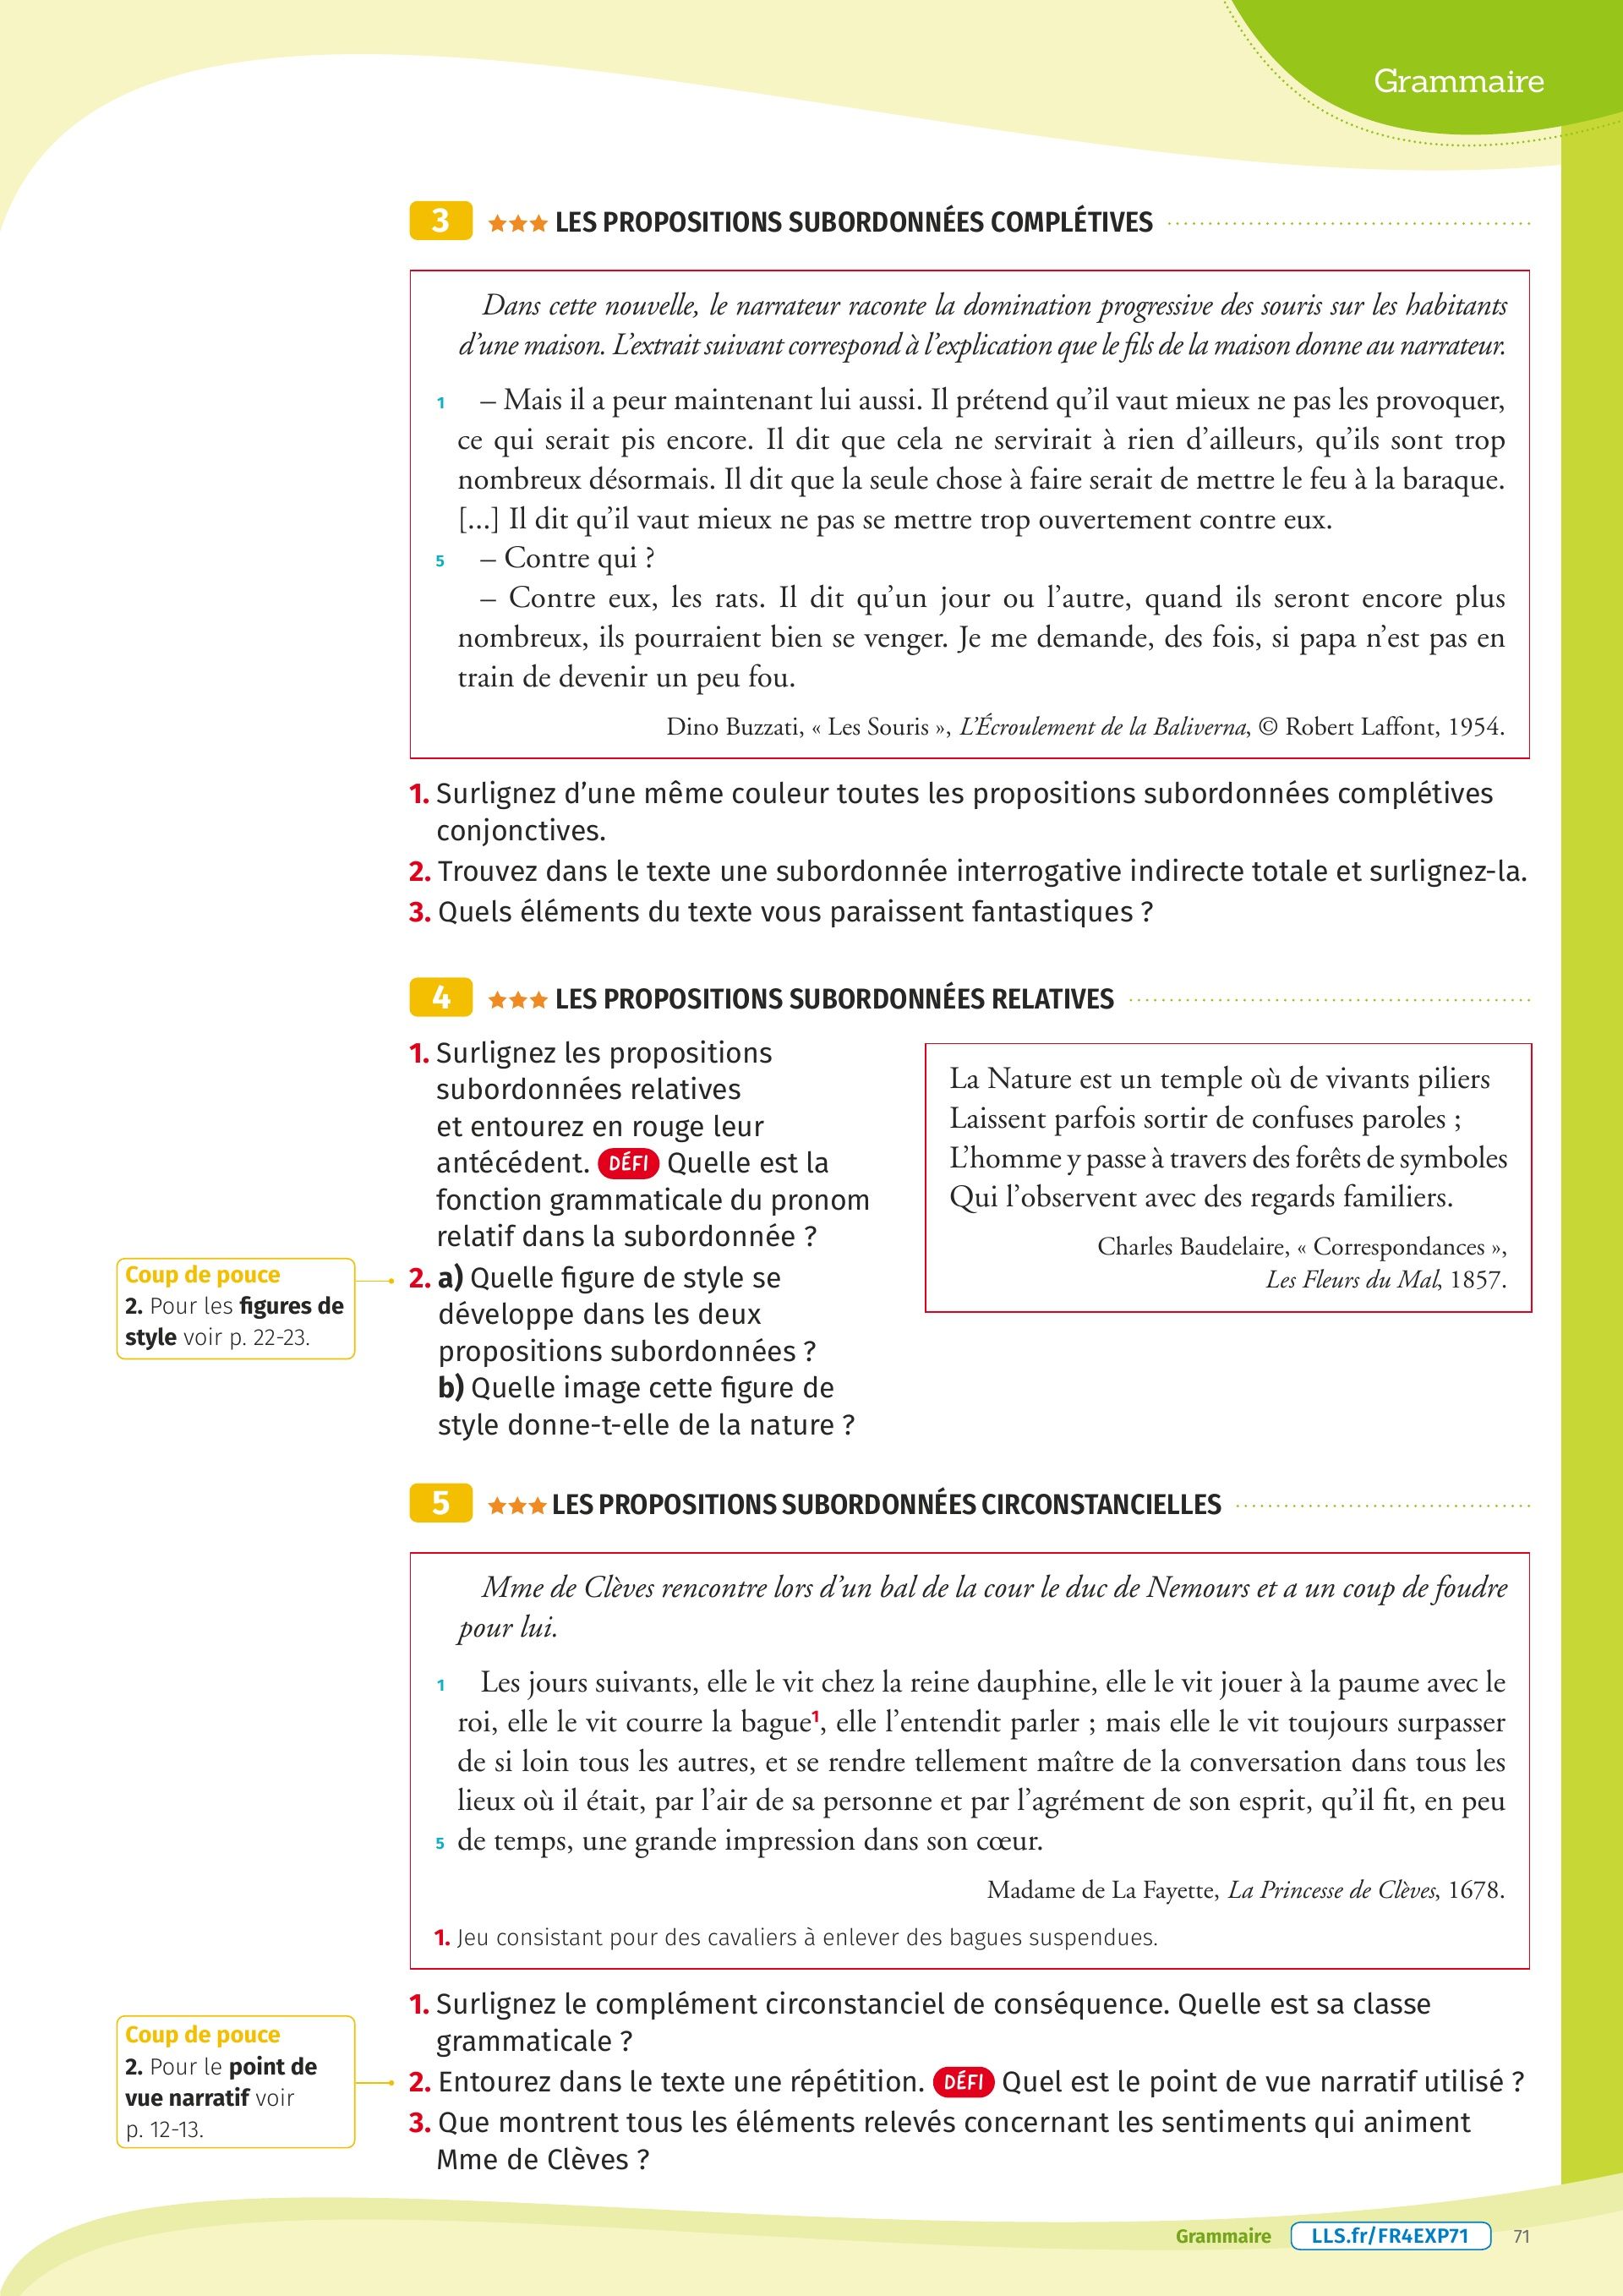 Grammaire
3 ★★★ LES PROPOSITIONS SUBORDONNÉES COMPLÉTIVES
Dans cette nouvelle, le narrateur raconte la domination progressive des souris sur les habitants
d'une maison. L'extrait suivant correspond à l'explication que le fils de la maison donne au narrateur.
1 – Mais il a peur maintenant lui aussi. Il prétend qu'il vaut mieux ne pas les provoquer,
ce qui serait pis encore. Il dit que cela ne servirait à rien d'ailleurs, qu'ils sont trop
nombreux désormais. Il dit que la seule chose à faire serait de mettre le feu à la baraque.
[...] Il dit qu'il vaut mieux ne pas se mettre trop ouvertement contre eux.
5 – Contre qui ?
– Contre eux, les rats. Il dit qu'un jour ou l'autre, quand ils seront encore plus
nombreux, ils pourraient bien se venger. Je me demande, des fois, si papa n'est pas en
train de devenir un peu fou.
Dino Buzzati, « Les Souris », L'Écroulement de la Baliverna, © Robert Laffont, 1954.
1. Surlignez d'une même couleur toutes les propositions subordonnées complétives
conjonctives.
2. Trouvez dans le texte une subordonnée interrogative indirecte totale et surlignez-la.
3. Quels éléments du texte vous paraissent fantastiques ?
4 ★★★ LES PROPOSITIONS SUBORDONNÉES RELATIVES
1. Surlignez les propositions
subordonnées relatives
et entourez en rouge leur
antécédent. DÉFI Quelle est la
fonction grammaticale du pronom
relatif dans la subordonnée ?
2. a) Quelle figure de style se
développe dans les deux
propositions subordonnées ?
b) Quelle image cette figure de
style donne-t-elle de la nature ?
Coup de pouce
2. Pour les figures de
style voir p. 22-23.
La Nature est un temple où de vivants piliers
Laissent parfois sortir de confuses paroles ;
L'homme y passe à travers des forêts de symboles
Qui l'observent avec des regards familiers.
Charles Baudelaire, « Correspondances »,
Les Fleurs du Mal, 1857.
5 ★★★ LES PROPOSITIONS SUBORDONNÉES CIRCONSTANCIELLES
Mme de Clèves rencontre lors d'un bal de la cour le duc de Nemours et a un coup de foudre
pour lui.
1 Les jours suivants, elle le vit chez la reine dauphine, elle le vit jouer à la paume avec le
roi, elle le vit courre la bague¹, elle l'entendit parler ; mais elle le vit toujours surpasser
de si loin tous les autres, et se rendre tellement maître de la conversation dans tous les
lieux où il était, par l'air de sa personne et par l'agrément de son esprit, qu'il fit, en peu
5 de temps, une grande impression dans son cœur.
Madame de La Fayette, La Princesse de Clèves, 1678.
1. Jeu consistant pour des cavaliers à enlever des bagues suspendues.
1. Surlignez le complément circonstanciel de conséquence. Quelle est sa classe
grammaticale ?
2. Entourez dans le texte une répétition. DÉFI Quel est le point de vue narratif utilisé ?
3. Que montrent tous les éléments relevés concernant les sentiments qui animent
Mme de Clèves ?
Coup de pouce
2. Pour le point de
vue narratif voir
p. 12-13.
Grammaire LLS.fr/FR4EXP71 71